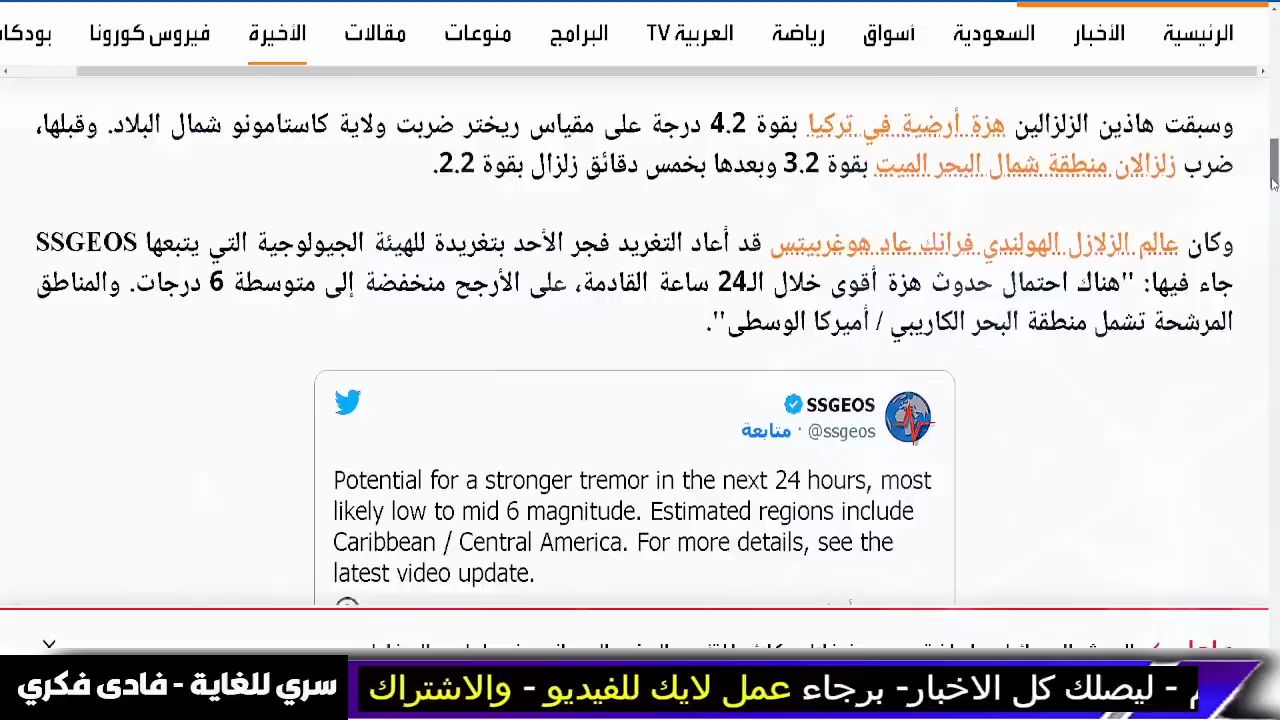 الرئيسية الأخبار السعودية أسواق رياضة العربية TV البرامج منوعات مقالات الأخيرة فيروس كورونا
وسبقت هاذين الزلزالين هزة أرضية في تركيا بقوة 4.2 درجة على مقياس ريختر ضربت ولاية كاستامونو شمال البلاد. وقبلها،
ضرب زلزالان منطقة شمال البحر الميت بقوة 3.2 وبعدها بخمس دقائق زلزال بقوة 2.2.
وكان عالم الزلازل الهولندي فرانك عاد هوغربيتس قد أعاد التغريد فجر الأحد بتغريدة للهيئة الجيولوجية التي يتبعها SSGEOS
جاء فيها: "هناك احتمال حدوث هزة أقوى خلال الـ24 ساعة القادمة، على الأرجح منخفضة إلى متوسطة 6 درجات. والمناطق
المرشحة تشمل منطقة البحر الكاريبي / أميركا الوسطى".
SSGEOS
@ssgeos · متابعة
Potential for a stronger tremor in the next 24 hours, most
likely low to mid 6 magnitude. Estimated regions include
Caribbean / Central America. For more details, see the
latest video update.
م - ليصلك كل الاخبار- برجاء عمل لايك للفيديو - والاشتراك
سري للغاية - فادى فكري